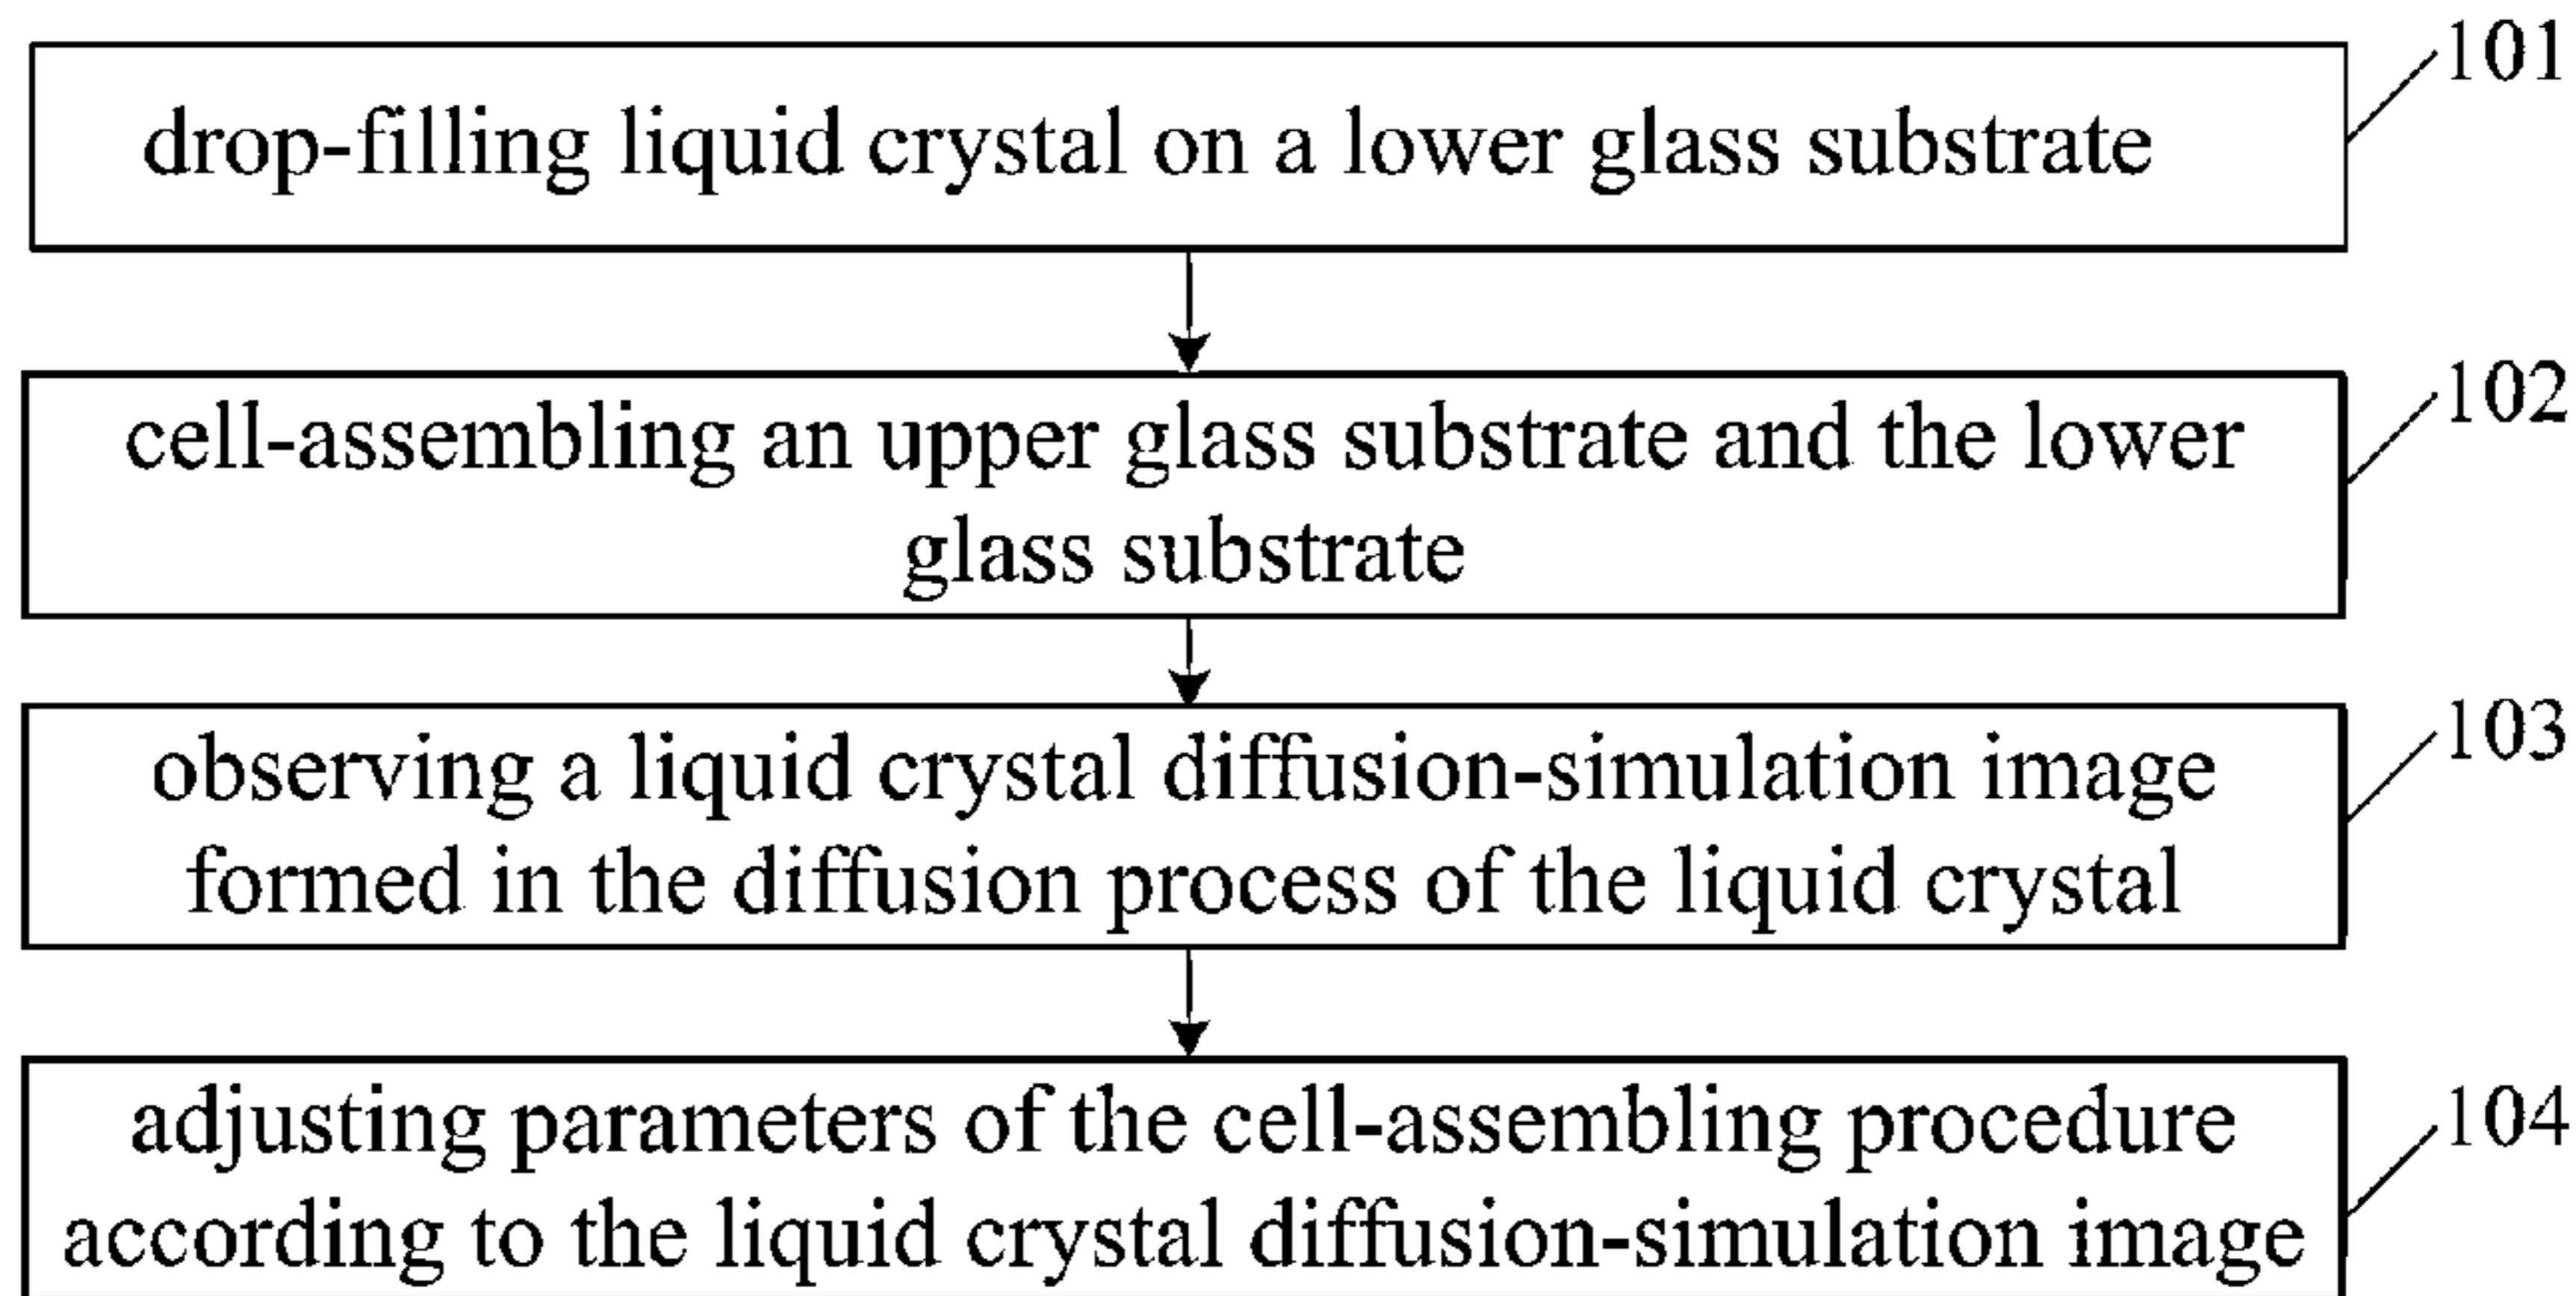 101
drop-filling liquid crystal on a lower glass substrate
102
cell-assembling an upper glass substrate and the lower
glass substrate
103
observing a liquid crystal diffusion-simulation image
formed in the diffusion process of the liquid crystal
104
adjusting parameters of the cell-assembling procedure
according to the liquid crystal diffusion-simulation image